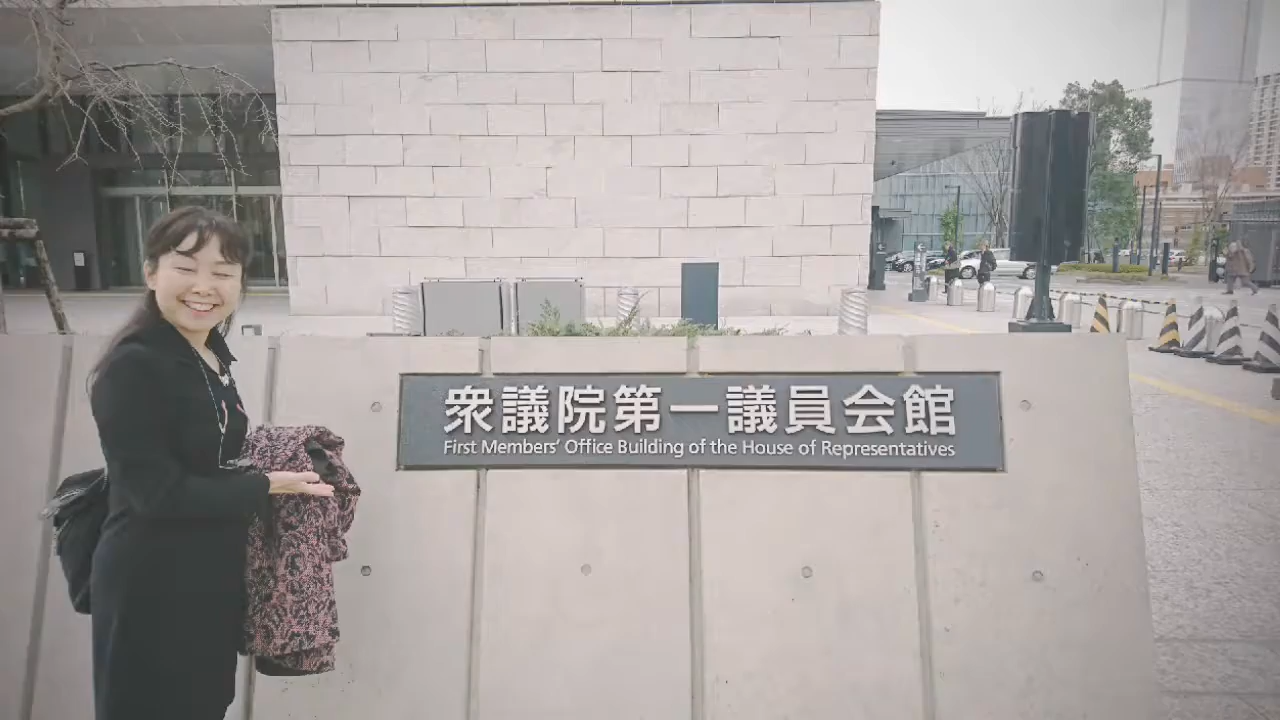 衆議院第一議員会館
First Members' Office Building of the House of Representatives